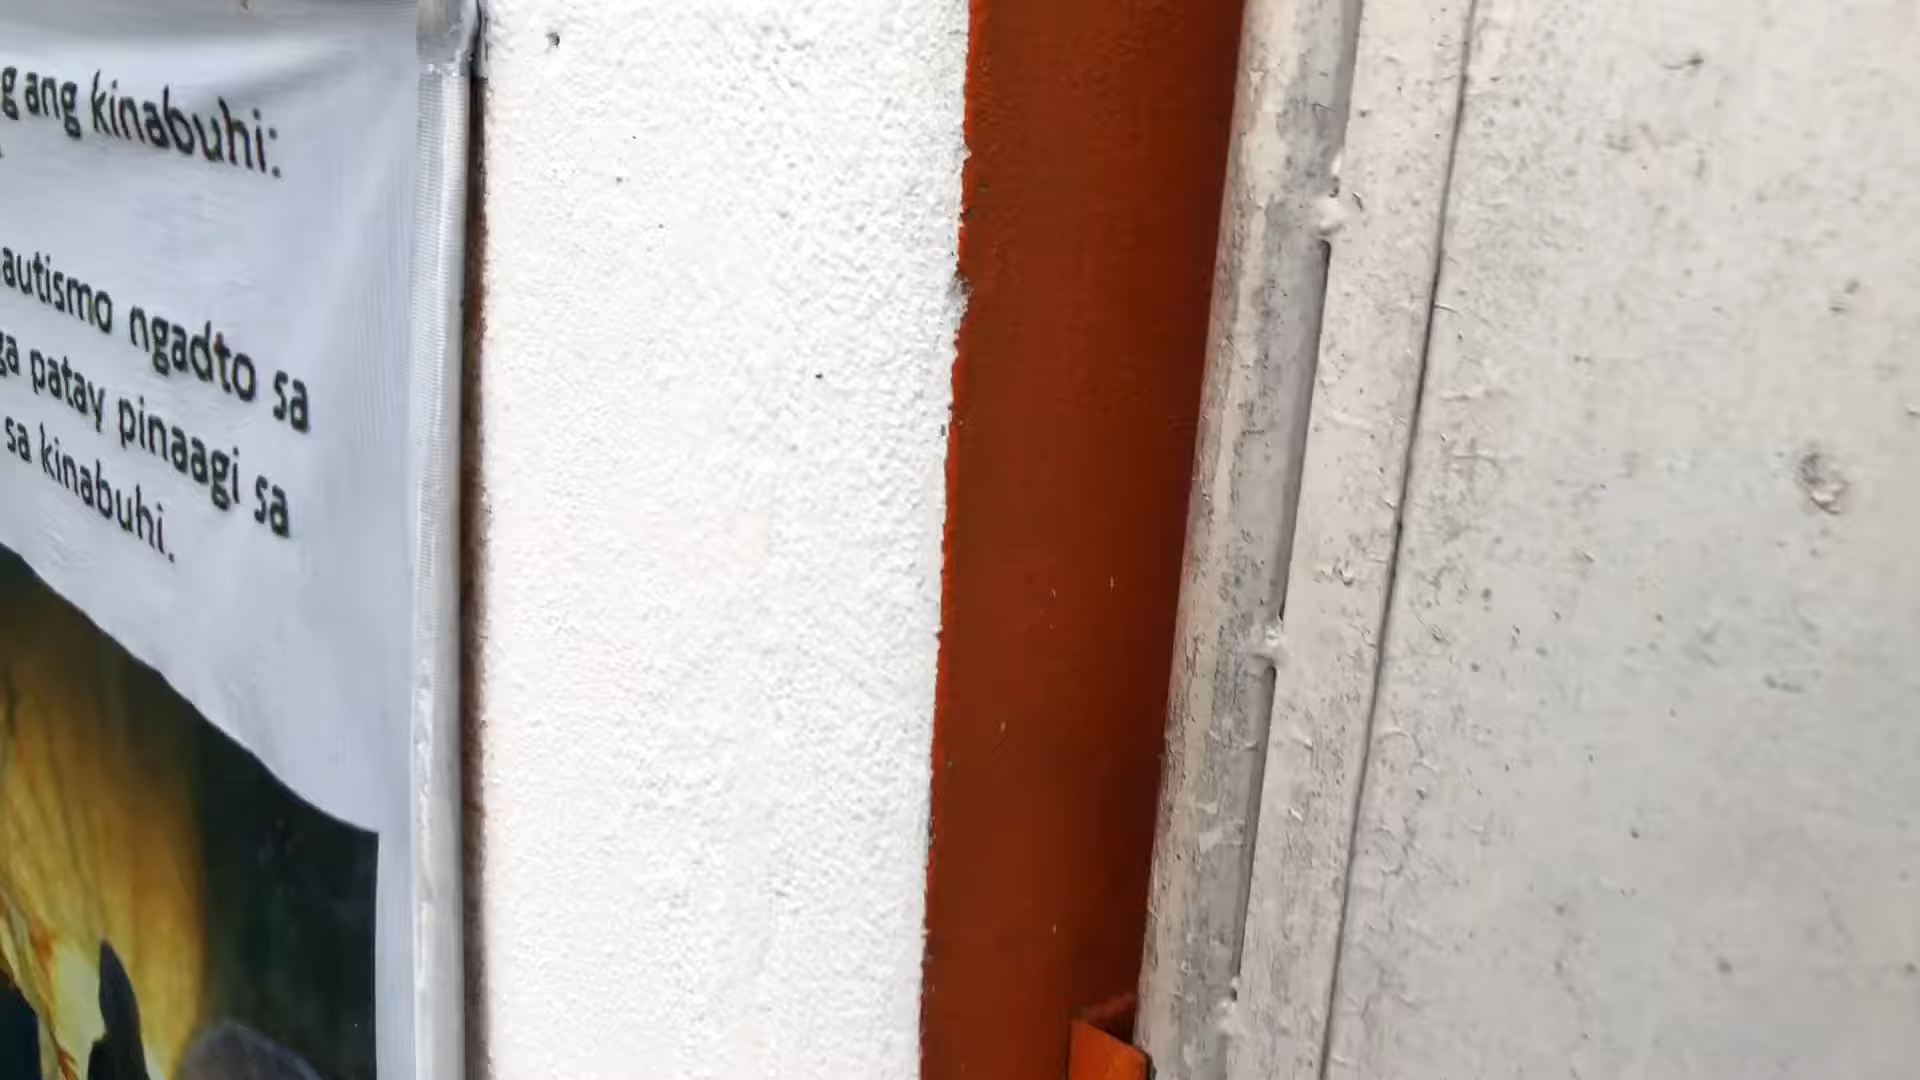 g ang kinabuhi:
autismo ngadto sa
ga patay pinaagi sa
sa kinabuhi.